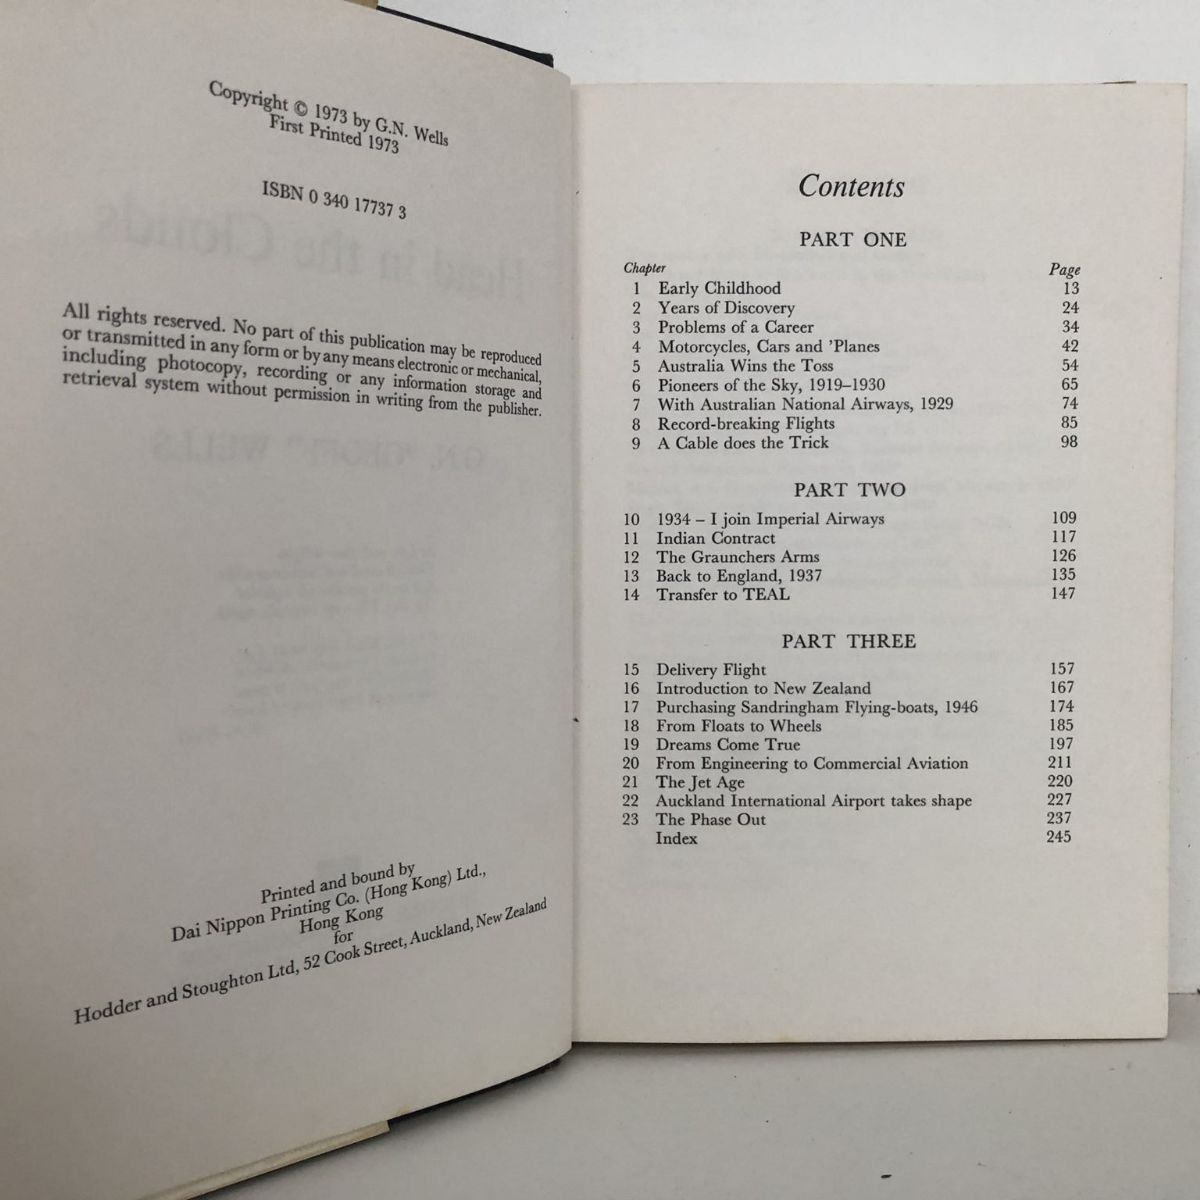 Copyright © 1973 by G.N. Wells
First Printed 1973
ISBN 0 340 17737 3
All rights reserved. No part of this publication may be reproduced
or transmitted in any form or by any means electronic or mechanical,
including photocopy, recording or any information storage and
retrieval system without permission in writing from the publisher.
Printed and bound by
Dai Nippon Printing Co. (Hong Kong) Ltd.,
Hong Kong
for
Hodder and Stoughton Ltd, 52 Cook Street, Auckland, New Zealand
Contents
PART ONE
Chapter Page
1 Early Childhood 13
2 Years of Discovery 24
3 Problems of a Career 34
4 Motorcycles, Cars and 'Planes 42
5 Australia Wins the Toss 54
6 Pioneers of the Sky, 1919–1930 65
7 With Australian National Airways, 1929 74
8 Record-breaking Flights 85
9 A Cable does the Trick 98
PART TWO
10 1934 – I join Imperial Airways 109
11 Indian Contract 117
12 The Graunchers Arms 126
13 Back to England, 1937 135
14 Transfer to TEAL 147
PART THREE
15 Delivery Flight 157
16 Introduction to New Zealand 167
17 Purchasing Sandringham Flying-boats, 1946 174
18 From Floats to Wheels 185
19 Dreams Come True 197
20 From Engineering to Commercial Aviation 211
21 The Jet Age 220
22 Auckland International Airport takes shape 227
23 The Phase Out 237
Index 245